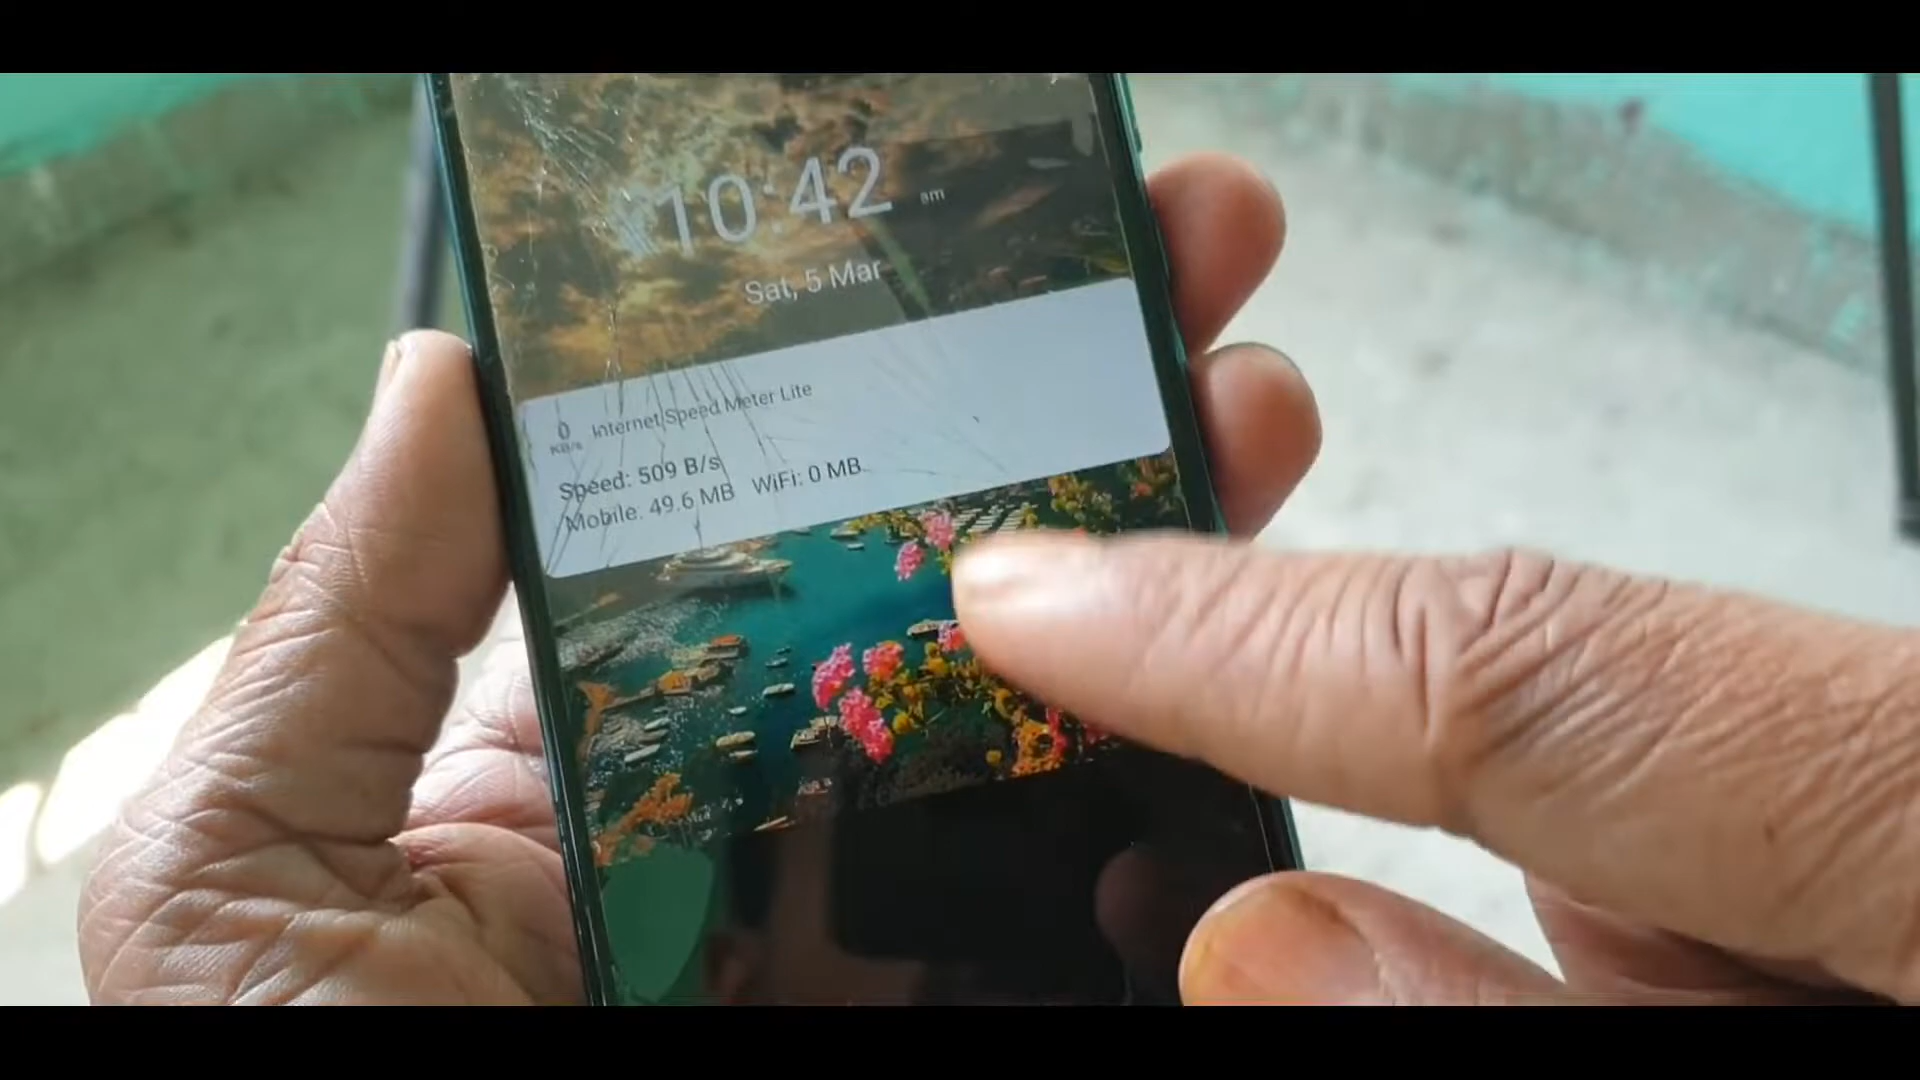 10:42 am
Sat, 5 Mar
0 KB/s Internet Speed Meter Lite
Speed: 509 B/s
Mobile: 49.6 MB WiFi: 0 MB